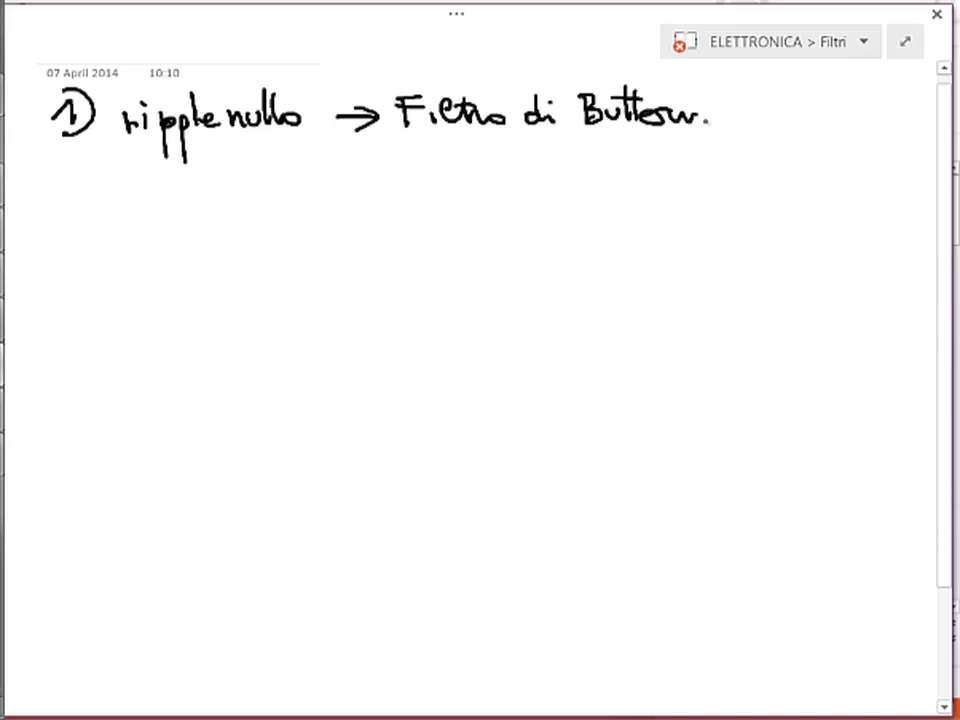 ...
ELETTRONICA > Filtri
07 April 2014 10:10
1) ripple nullo → Filtro di Butterw.